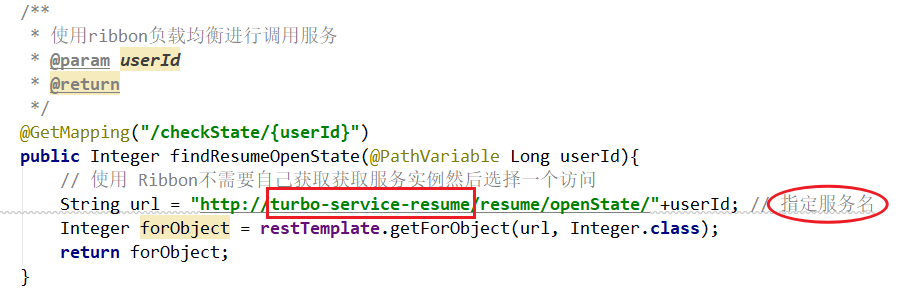 /**
* 使用ribbon负载均衡进行调用服务
* @param userId
* @return
*/
@GetMapping("/checkState/{userId}")
public Integer findResumeOpenState(@PathVariable Long userId){
// 使用 Ribbon不需要自己获取获取服务实例然后选择一个访问
String url = "http://turbo-service-resume/resume/openState/"+userId; // 指定服务名
Integer forObject = restTemplate.getForObject(url, Integer.class);
return forObject;
}